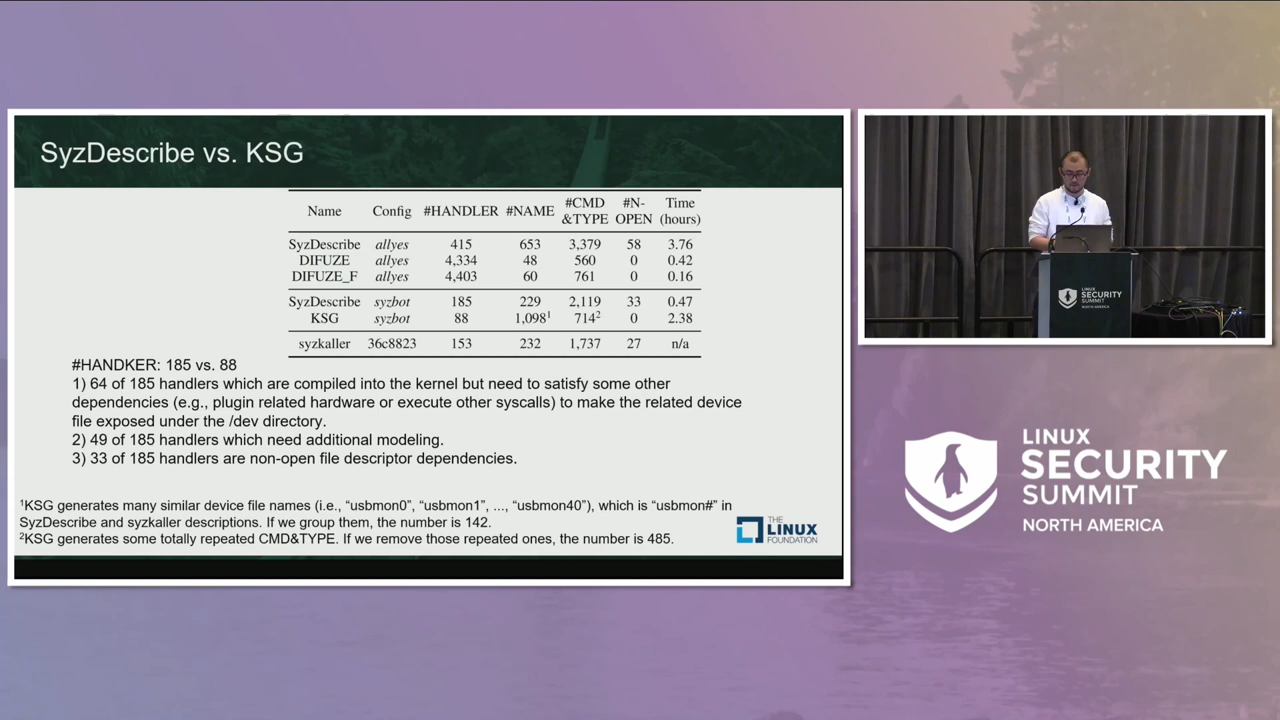 SyzDescribe vs. KSG
Name Config #HANDLER #NAME #CMD &TYPE #N-OPEN Time (hours)
SyzDescribe allyes 415 653 3,379 58 3.76
DIFUZE allyes 4,334 48 560 0 0.42
DIFUZE_F allyes 4,403 60 761 0 0.16
SyzDescribe syzbot 185 229 2,119 33 0.47
KSG syzbot 88 1,098¹ 714² 0 2.38
syzkaller 36c8823 153 232 1,737 27 n/a
#HANDKER: 185 vs. 88
1) 64 of 185 handlers which are compiled into the kernel but need to satisfy some other
dependencies (e.g., plugin related hardware or execute other syscalls) to make the related device
file exposed under the /dev directory.
2) 49 of 185 handlers which need additional modeling.
3) 33 of 185 handlers are non-open file descriptor dependencies.
¹KSG generates many similar device file names (i.e., “usbmon0”, “usbmon1”, ..., “usbmon40”), which is “usbmon#” in
SyzDescribe and syzkaller descriptions. If we group them, the number is 142.
²KSG generates some totally repeated CMD&TYPE. If we remove those repeated ones, the number is 485.
THE
LINUX
FOUNDATION
LINUX
SECURITY
SUMMIT
NORTH AMERICA
LINUX
SECURITY
SUMMIT
NORTH AMERICA